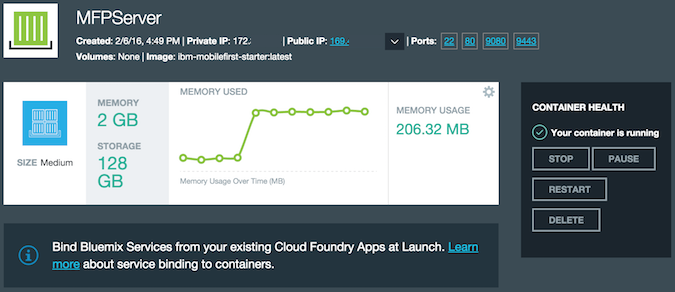 MFPServer
Created: 2/6/16, 4:49 PM | Private IP: 172. | Public IP: 169. | Ports: 22 80 9080 9443
Volumes: None | Image: ibm-mobilefirst-starter:latest
SIZE Medium
MEMORY
2 GB
STORAGE
128
GB
MEMORY USED
Memory Usage Over Time (MB)
MEMORY USAGE
206.32 MB
CONTAINER HEALTH
Your container is running
STOP PAUSE
RESTART
DELETE
Bind Bluemix Services from your existing Cloud Foundry Apps at Launch. Learn
more about service binding to containers.